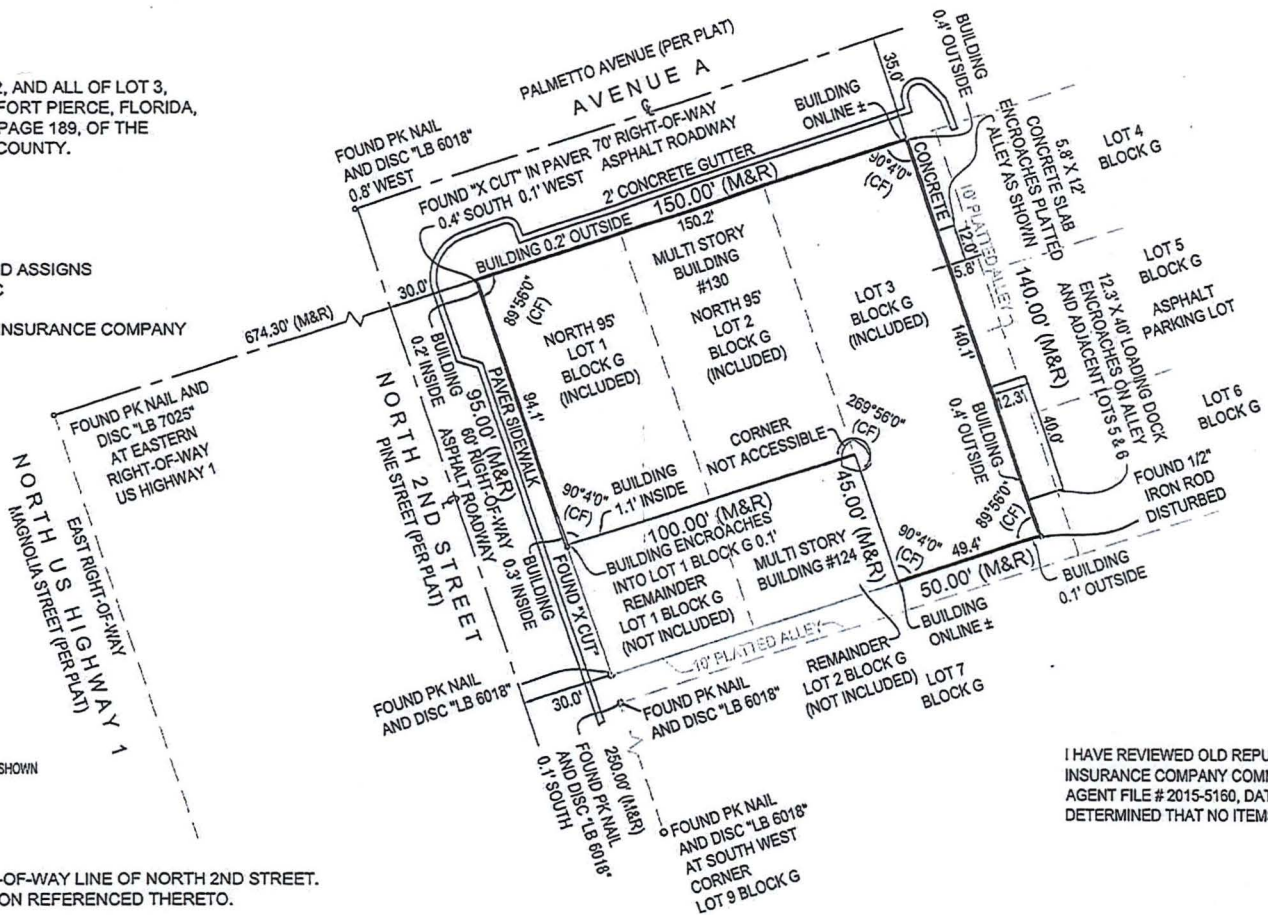 2, AND ALL OF LOT 3,
FORT PIERCE, FLORIDA,
PAGE 189, OF THE
COUNTY.
D ASSIGNS
C
INSURANCE COMPANY
SHOWN
-OF-WAY LINE OF NORTH 2ND STREET.
ON REFERENCED THERETO.
PALMETTO AVENUE (PER PLAT)
AVENUE A
70' RIGHT-OF-WAY
ASPHALT ROADWAY
2' CONCRETE GUTTER
35.0'
BUILDING
ONLINE ±
BUILDING
0.4' OUTSIDE
FOUND PK NAIL
AND DISC "LB 6018"
0.8' WEST
FOUND "X CUT" IN PAVER
0.4' SOUTH 0.1' WEST
BUILDING 0.2' OUTSIDE
150.00' (M&R)
150.2'
90°4'0"
(CF)
CONCRETE
10' PLATTED ALLEY
12.0'
5.8'
5.8' X 12'
CONCRETE SLAB
ENCROACHES PLATTED
ALLEY AS SHOWN
LOT 4
BLOCK G
LOT 5
BLOCK G
ASPHALT
PARKING LOT
LOT 6
BLOCK G
140.00' (M&R)
140.1'
12.3' X 40' LOADING DOCK
ENCROACHES ON ALLEY
AND ADJACENT LOTS 5 & 6
12.3'
40.0'
BUILDING
0.4' OUTSIDE
FOUND 1/2"
IRON ROD
DISTURBED
30.0'
674.30' (M&R)
89°56'0"
(CF)
NORTH 95'
LOT 1
BLOCK G
(INCLUDED)
MULTI STORY
BUILDING
#130
NORTH 95'
LOT 2
BLOCK G
(INCLUDED)
LOT 3
BLOCK G
(INCLUDED)
BUILDING
0.2' INSIDE
PAVER SIDEWALK
94.1'
95.00' (M&R)
60' RIGHT-OF-WAY
ASPHALT ROADWAY
NORTH 2ND STREET
PINE STREET (PER PLAT)
FOUND PK NAIL AND
DISC "LB 7025"
AT EASTERN
RIGHT-OF-WAY
US HIGHWAY 1
NORTH US HIGHWAY 1
EAST RIGHT-OF-WAY
MAGNOLIA STREET (PER PLAT)
CORNER
NOT ACCESSIBLE
269°56'0"
(CF)
90°4'0"
(CF)
BUILDING
1.1' INSIDE
100.00' (M&R)
45.00' (M&R)
BUILDING ENCROACHES
INTO LOT 1 BLOCK G 0.1'
REMAINDER
LOT 1 BLOCK G
(NOT INCLUDED)
MULTI STORY
BUILDING #124
BUILDING
0.3' INSIDE
FOUND "X CUT"
90°4'0"
(CF)
49.4'
50.00' (M&R)
89°56'0"
(CF)
BUILDING
0.1' OUTSIDE
BUILDING
ONLINE ±
10' PLATTED ALLEY
REMAINDER
LOT 2 BLOCK G
(NOT INCLUDED)
LOT 7
BLOCK G
FOUND PK NAIL
AND DISC "LB 6018"
30.0'
FOUND PK NAIL
AND DISC "LB 6018"
FOUND PK NAIL
AND DISC "LB 6018"
0.1' SOUTH
250.00' (M&R)
FOUND PK NAIL
AND DISC "LB 6018"
AT SOUTH WEST
CORNER
LOT 9 BLOCK G
I HAVE REVIEWED OLD REPU
INSURANCE COMPANY COM
AGENT FILE # 2015-5160, DAT
DETERMINED THAT NO ITEM